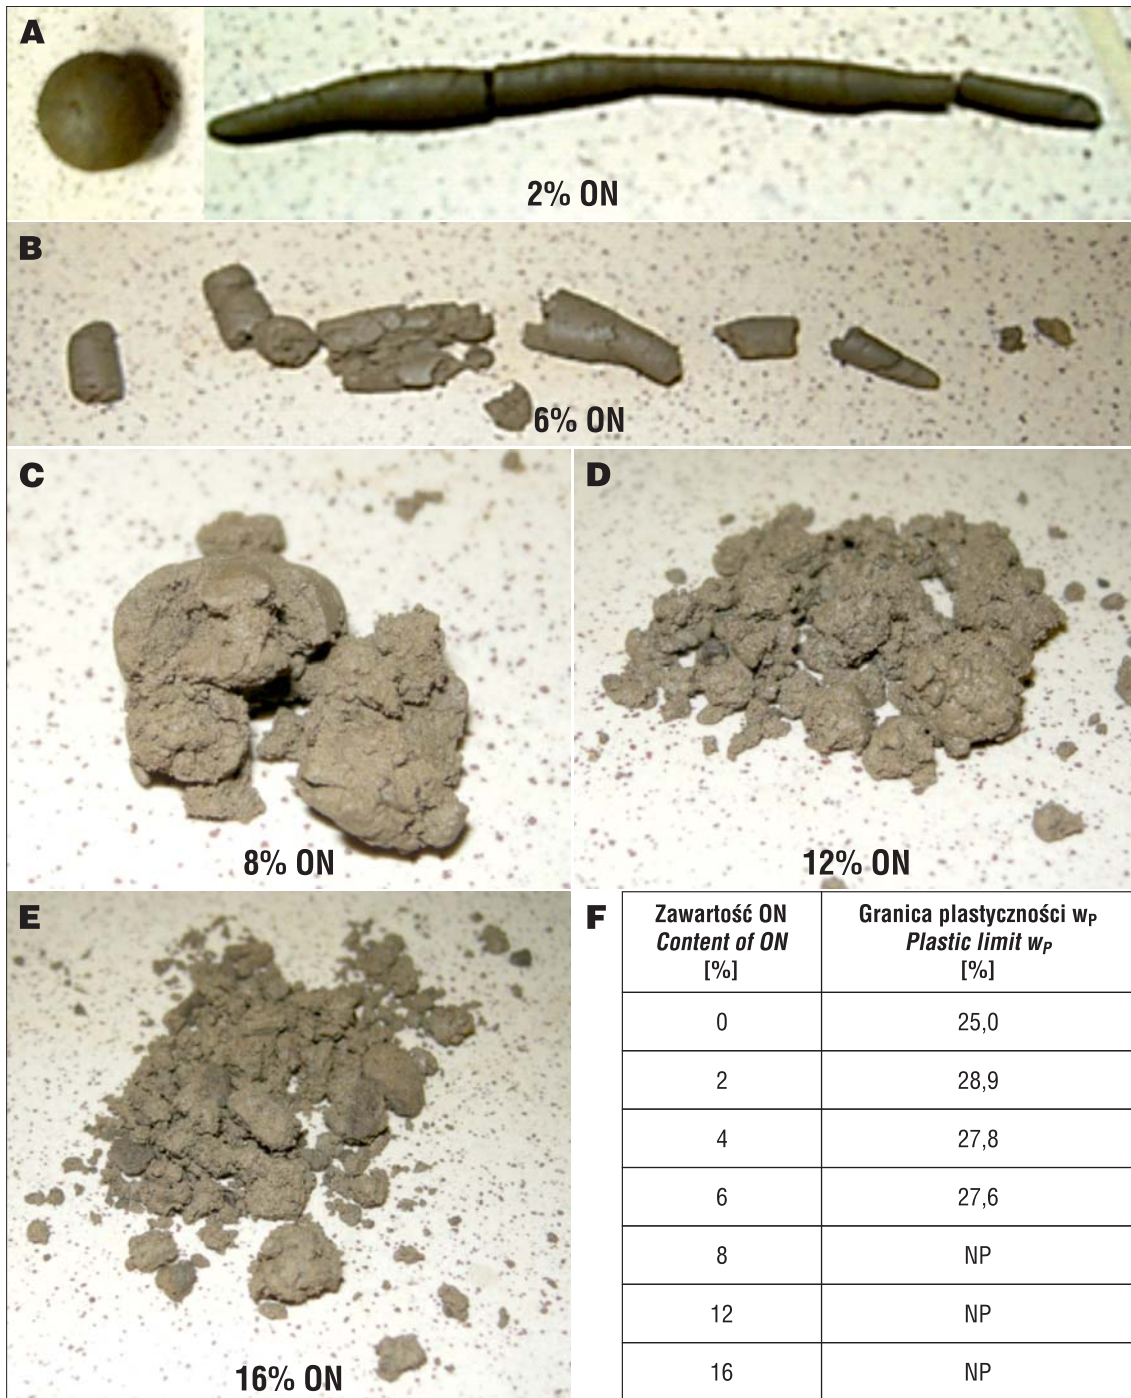 A
2% ON
B
6% ON
C
8% ON
D
12% ON
E
16% ON
F
Zawartość ON
Content of ON
[%]
Granica plastyczności wP
Plastic limit wP
[%]
0
25,0
2
28,9
4
27,8
6
27,6
8
NP
12
NP
16
NP